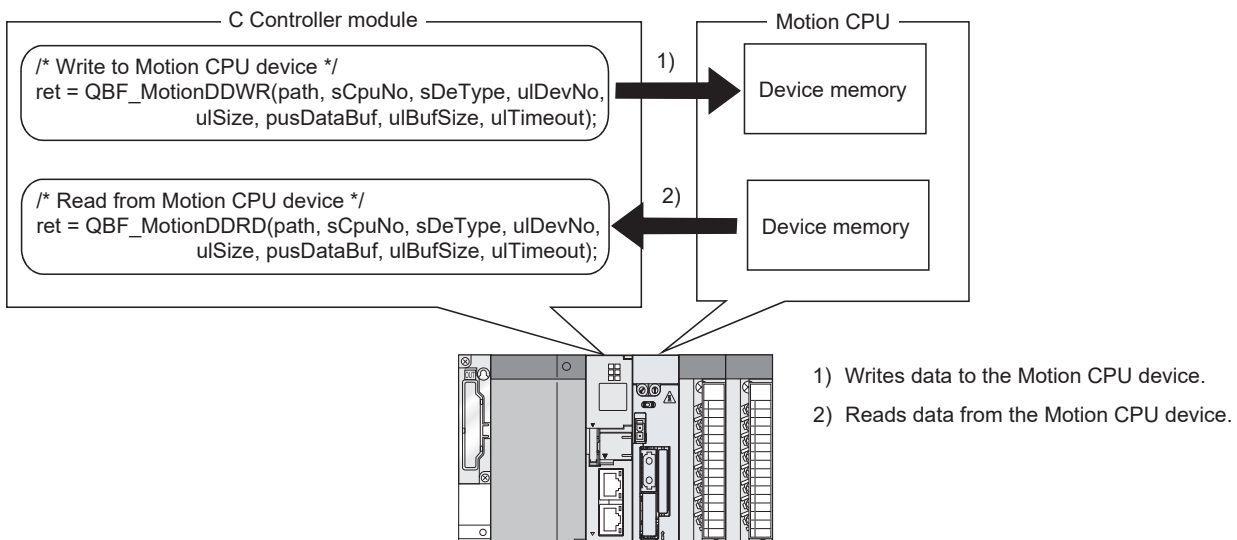 C Controller module
Motion CPU
/* Write to Motion CPU device */
ret = QBF_MotionDDWR(path, sCpuNo, sDeType, ulDevNo,
ulSize, pusDataBuf, ulBufSize, ulTimeout);
1)
Device memory
/* Read from Motion CPU device */
ret = QBF_MotionDDRD(path, sCpuNo, sDeType, ulDevNo,
ulSize, pusDataBuf, ulBufSize, ulTimeout);
2)
Device memory
OUT
1) Writes data to the Motion CPU device.
2) Reads data from the Motion CPU device.